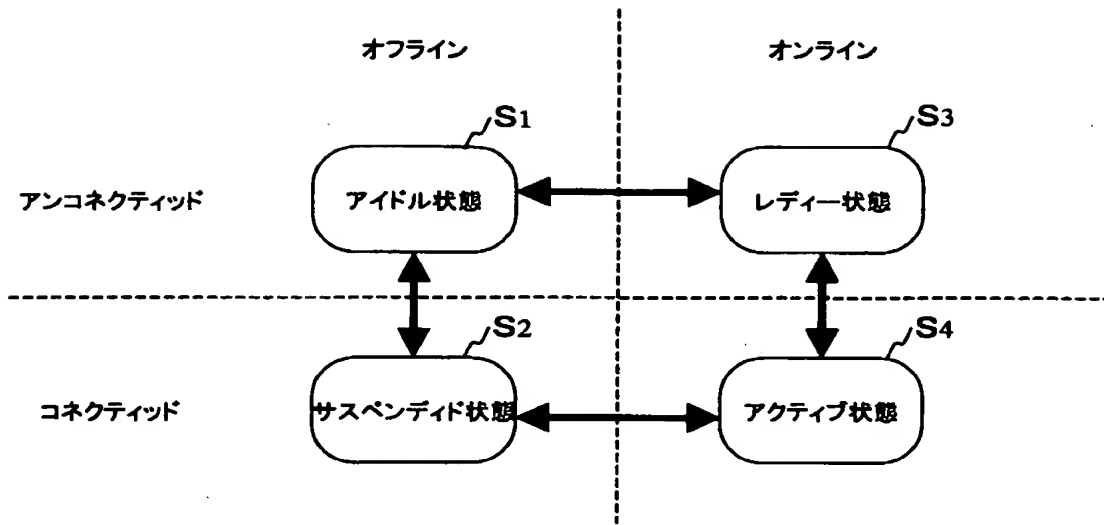 オフライン
オンライン
S1
S3
アンコネクティッド
アイドル状態
レディー状態
S2
S4
コネクティッド
サスペンディド状態
アクティブ状態